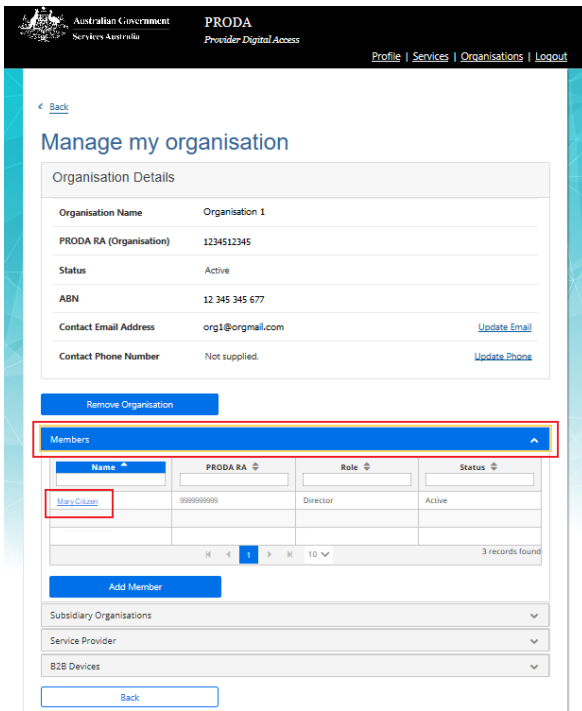 Australian Government
Services Australia
PRODA
Provider Digital Access
Profile | Services | Organisations | Logout
Back
Manage my organisation
Organisation Details
Organisation Name Organisation 1
PRODA RA (Organisation) 1234512345
Status Active
ABN 12 345 345 677
Contact Email Address org1@orgmail.com Update Email
Contact Phone Number Not supplied. Update Phone
Remove Organisation
Members
Name PRODA RA Role Status
Mary Citizen 9999999999 Director Active
1 10 3 records found
Add Member
Subsidiary Organisations
Service Provider
B2B Devices
Back